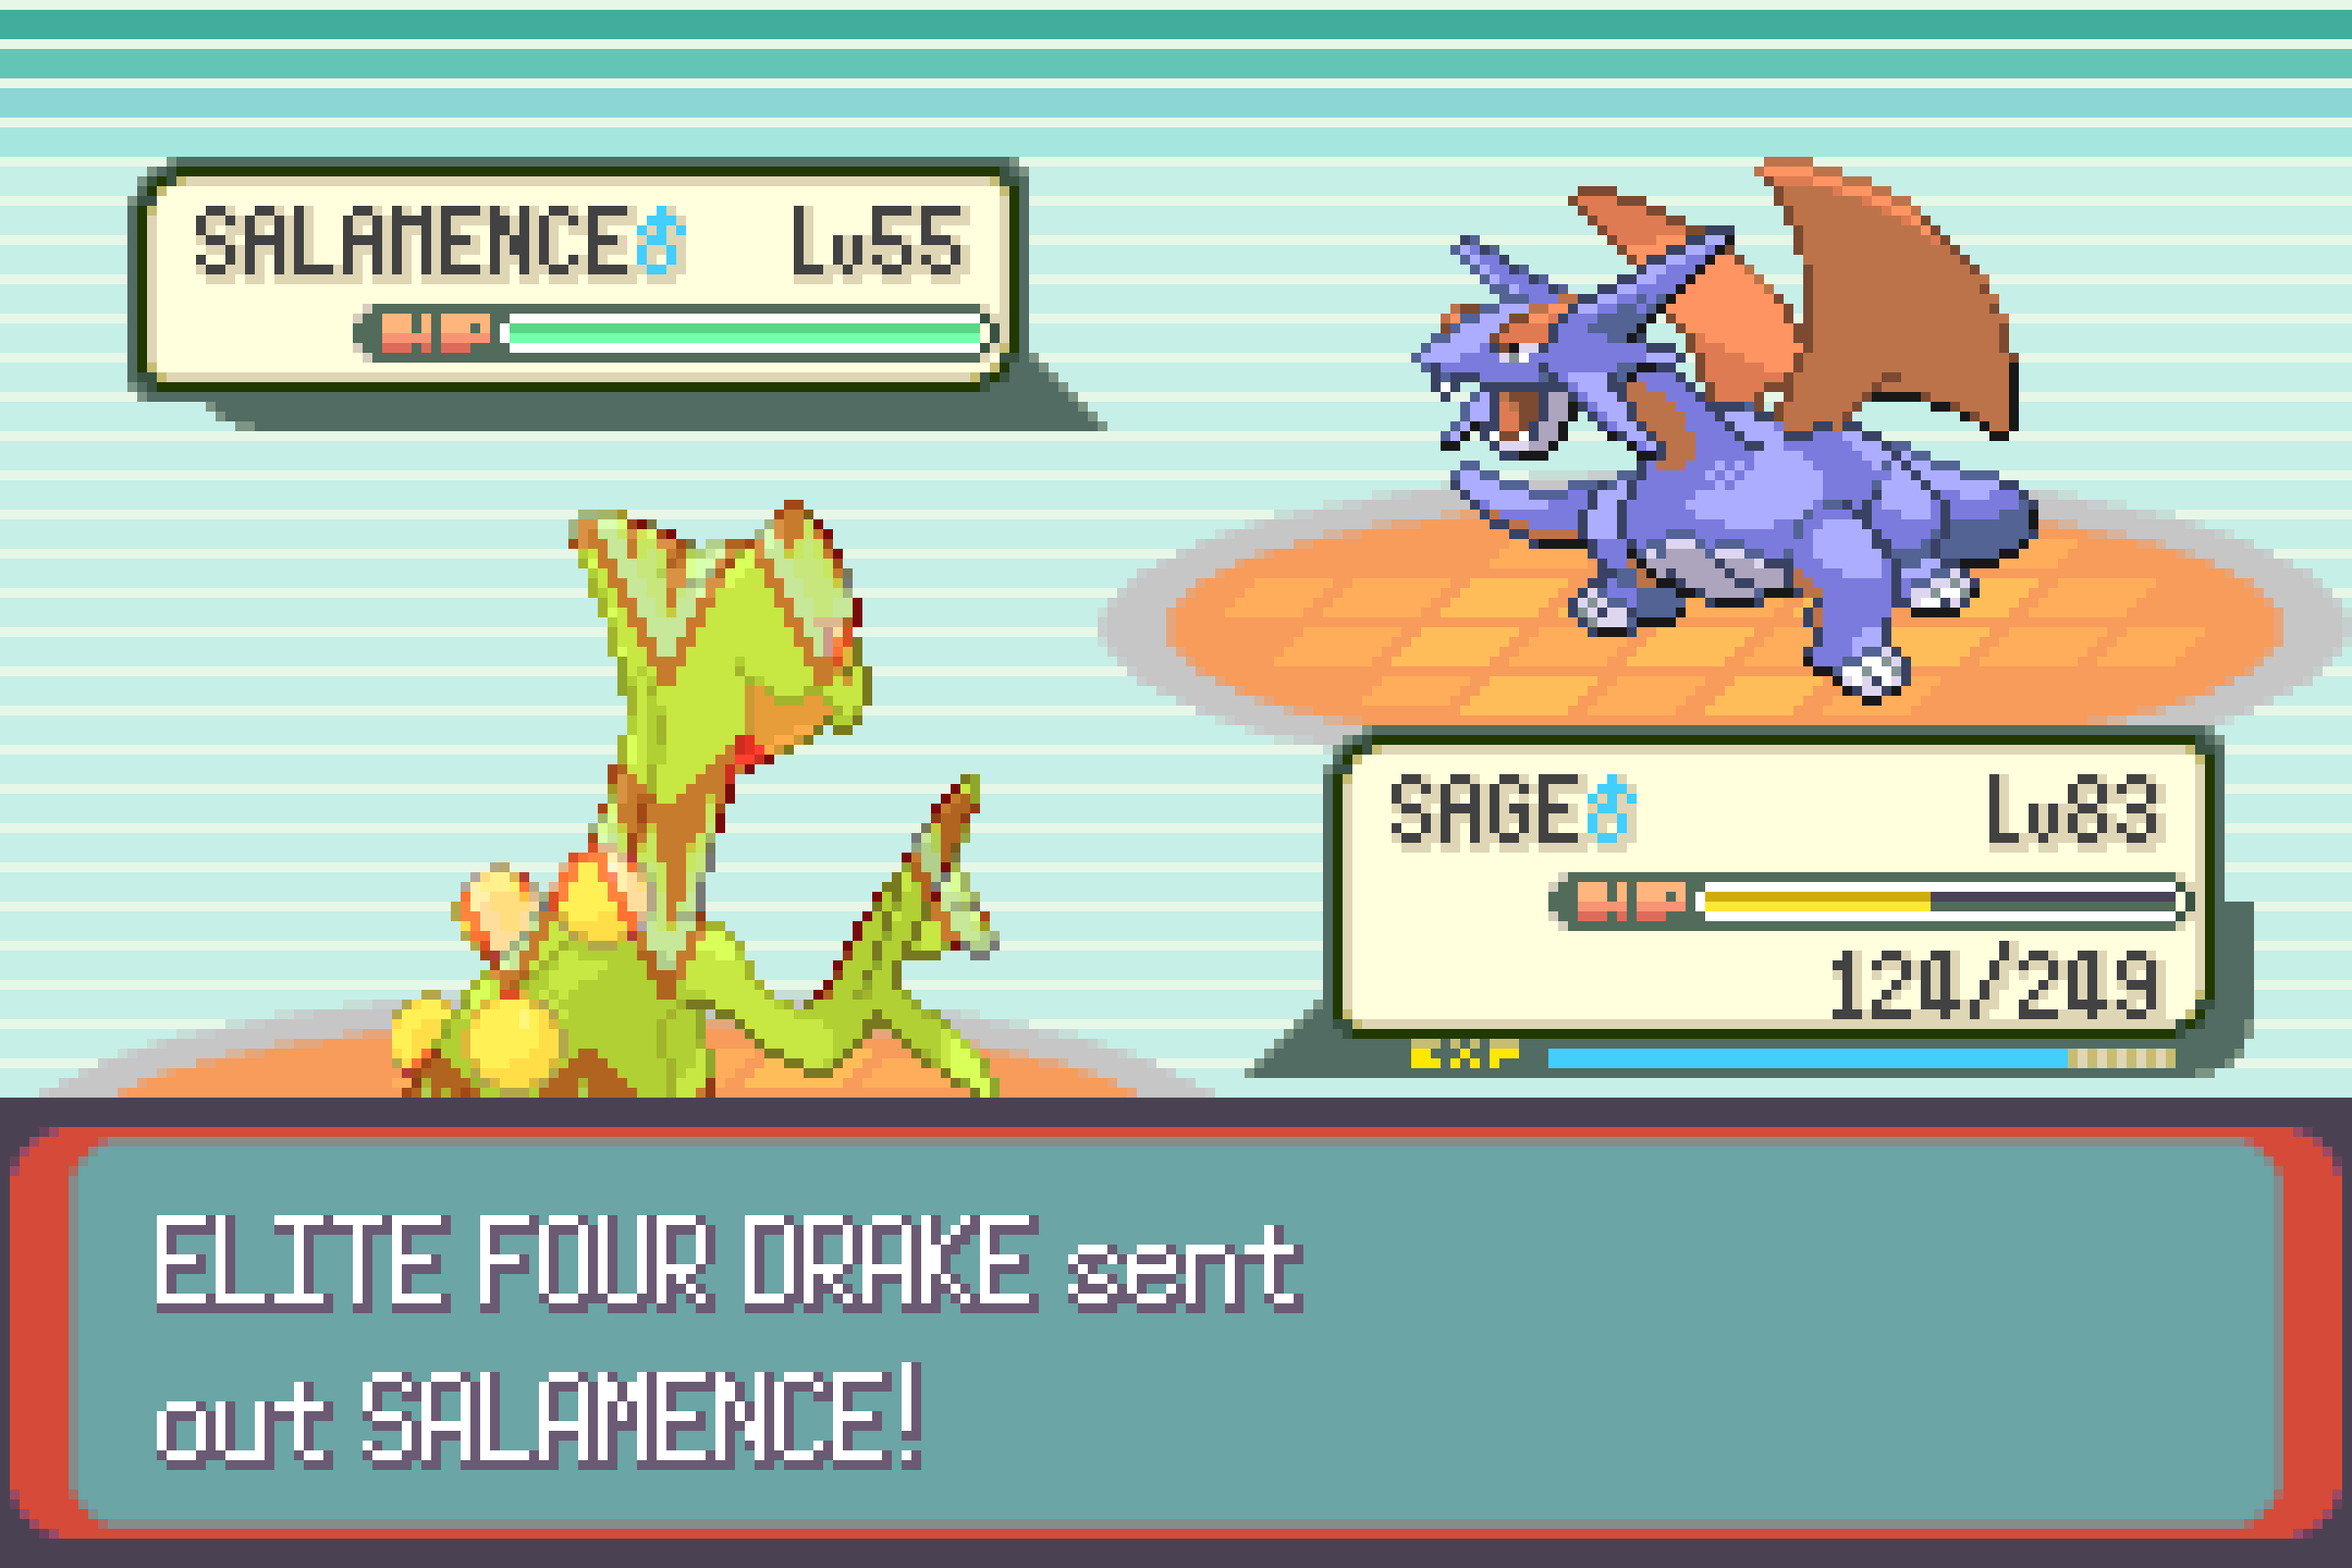 SALAMENCE♂ Lv55
HP
SAGE♂ Lv83
HP
124/249
EXP
ELITE FOUR DRAKE sent
out SALAMENCE!